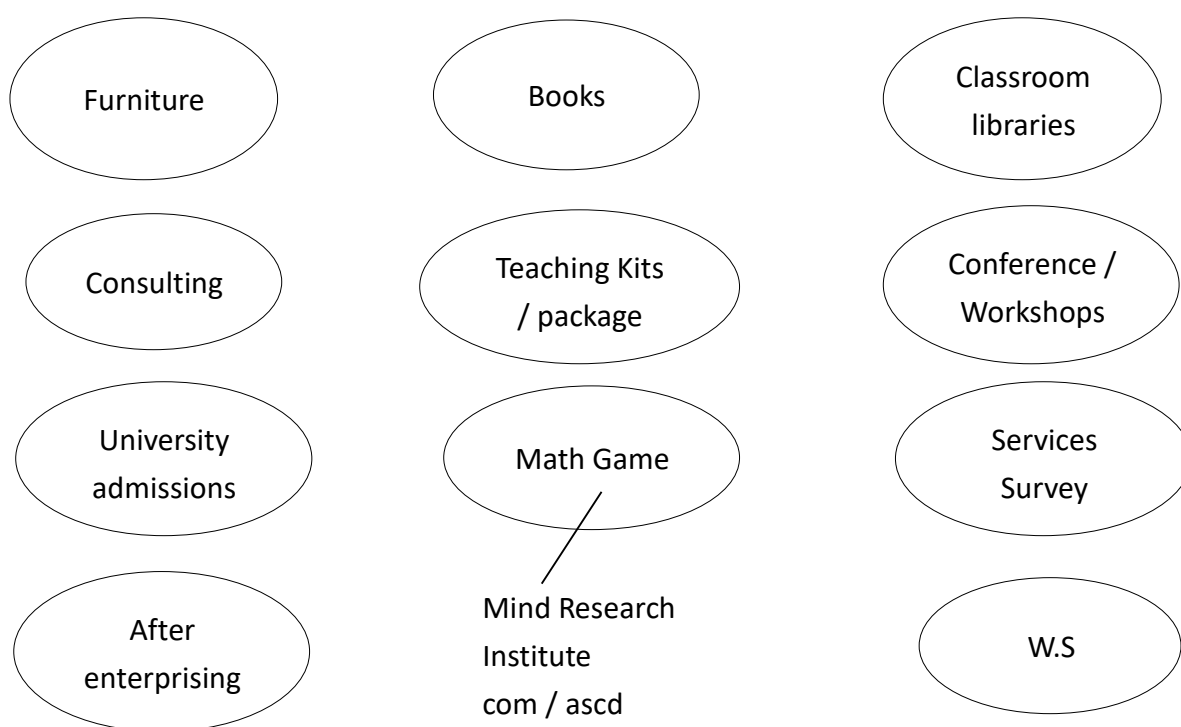 Furniture
Books
Classroom
libraries
Consulting
Teaching Kits
/ package
Conference /
Workshops
University
admissions
Math Game
Services
Survey
After
enterprising
Mind Research
Institute
com / ascd
W.S